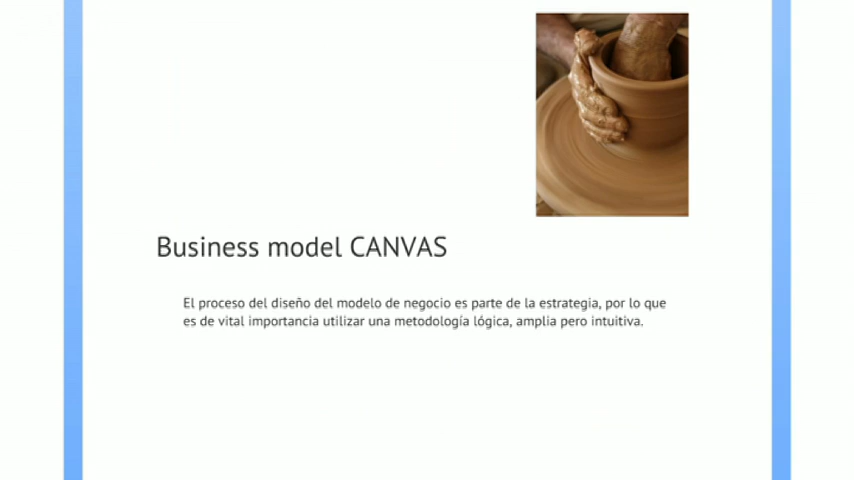 Business model CANVAS
El proceso del diseño del modelo de negocio es parte de la estrategia, por lo que
es de vital importancia utilizar una metodología lógica, amplia pero intuitiva.